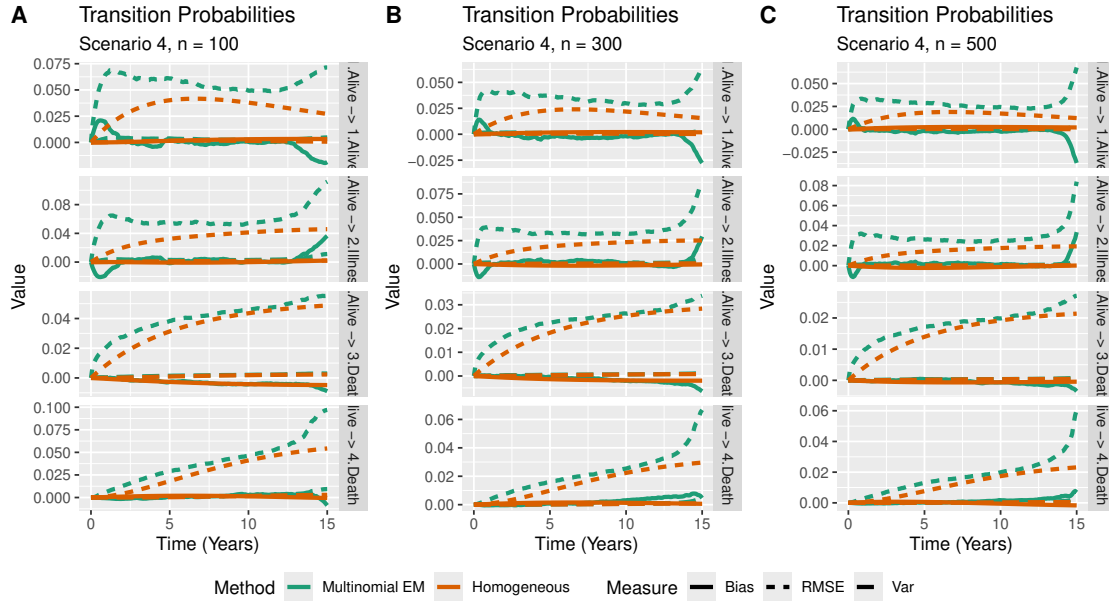 A
Transition Probabilities
Scenario 4, n = 100
0.075
0.050
0.025
0.000
.Alive −> 1.Alive
0.08
0.04
0.00
.Alive −> 2.Illnes
0.04
0.02
0.00
.Alive −> 3.Deat
0.100
0.075
0.050
0.025
0.000
live −> 4.Death
0
5
10
15
Value
Time (Years)
B
Transition Probabilities
Scenario 4, n = 300
0.050
0.025
0.000
−0.025
.Alive −> 1.Alive
0.075
0.050
0.025
0.000
.Alive −> 2.Illnes
0.03
0.02
0.01
0.00
.Alive −> 3.Deat
0.06
0.04
0.02
0.00
live −> 4.Death
0
5
10
15
Value
Time (Years)
C
Transition Probabilities
Scenario 4, n = 500
0.050
0.025
0.000
−0.025
.Alive −> 1.Alive
0.08
0.06
0.04
0.02
0.00
.Alive −> 2.Illnes
0.02
0.01
0.00
.Alive −> 3.Deat
0.06
0.04
0.02
0.00
live −> 4.Death
0
5
10
15
Value
Time (Years)
Method Multinomial EM Homogeneous Measure Bias RMSE Var